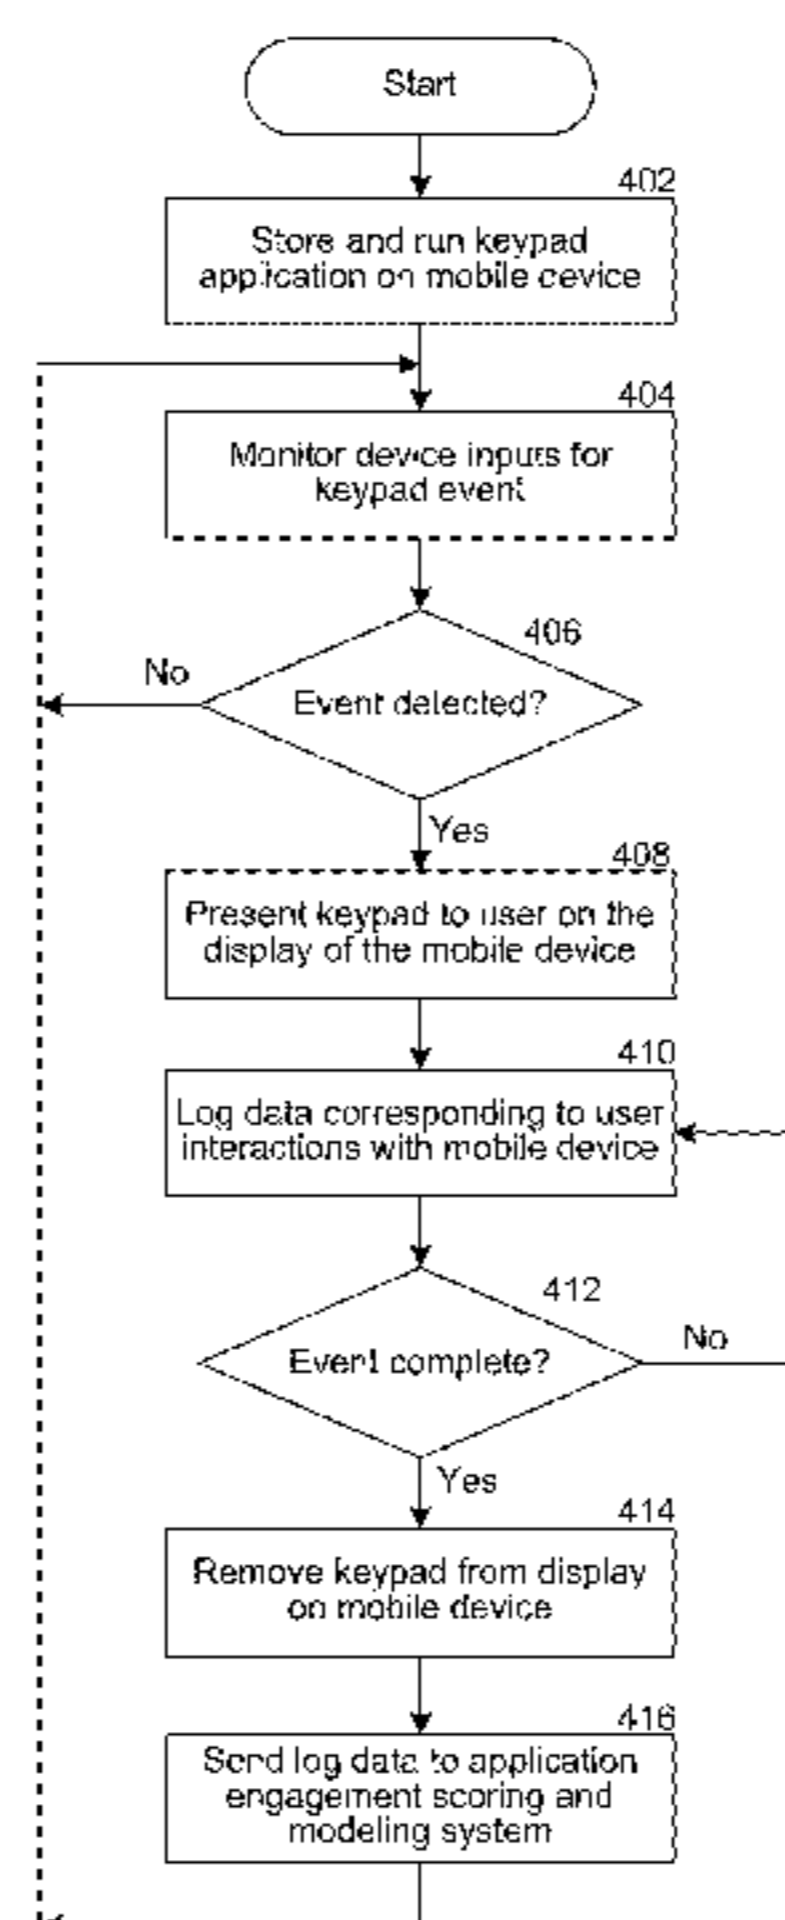 Start
402
Store and run keypad
application on mobile device
404
Monitor device inputs for
keypad event
406
No
Event detected?
Yes
408
Present keypad to user on the
display of the mobile device
410
Log data corresponding to user
interactions with mobile device
412
No
Event complete?
Yes
414
Remove keypad from display
on mobile device
416
Send log data to application
engagement scoring and
modeling system